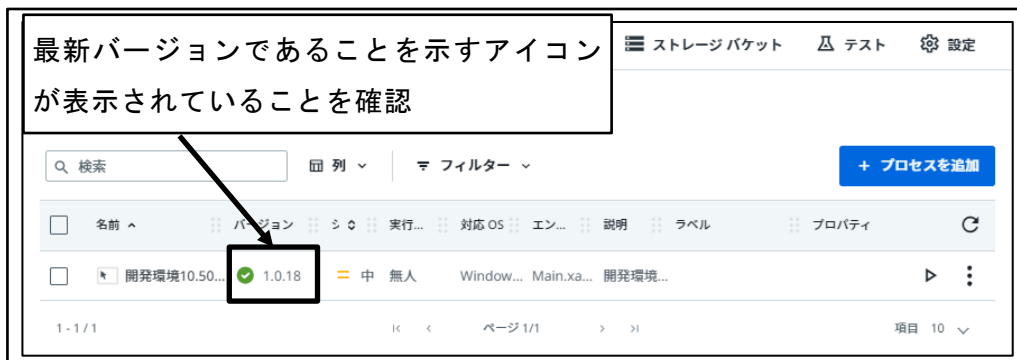 最新バージョンであることを示すアイコン
が表示されていることを確認
ストレージ バケット テスト 設定
検索 列 フィルター + プロセスを追加
名前 バージョン シ 実行... 対応 OS エン... 説明 ラベル プロパティ
開発環境10.50... 1.0.18 中 無人 Window... Main.xa... 開発環境...
1 - 1 / 1 ページ 1/1 項目 10